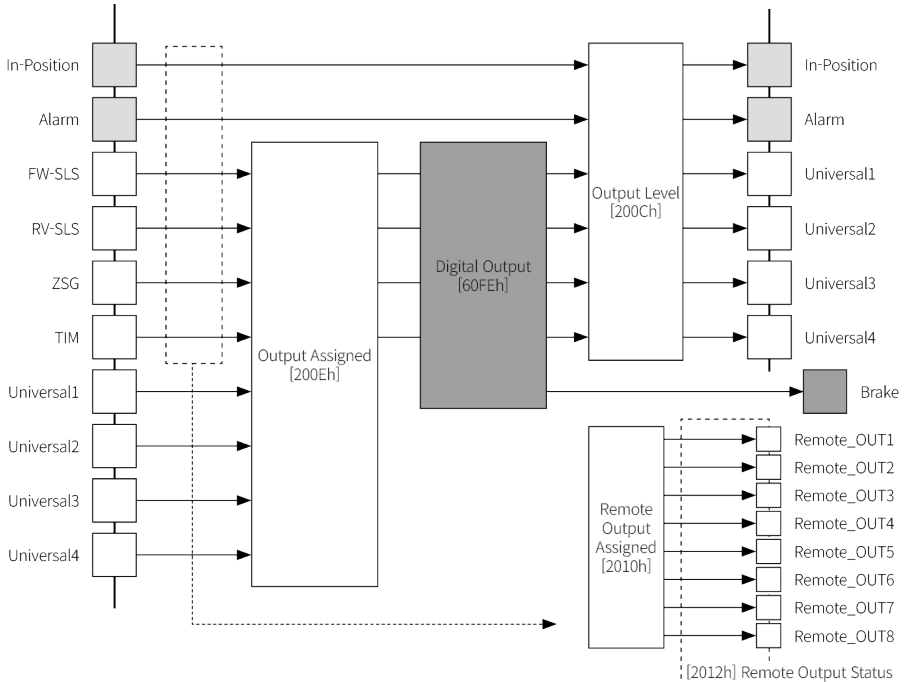 In-Position
Alarm
FW-SLS
RV-SLS
ZSG
TIM
Universal1
Universal2
Universal3
Universal4
Output Assigned
[200Eh]
Digital Output
[60FEh]
Output Level
[200Ch]
In-Position
Alarm
Universal1
Universal2
Universal3
Universal4
Brake
Remote
Output
Assigned
[2010h]
Remote_OUT1
Remote_OUT2
Remote_OUT3
Remote_OUT4
Remote_OUT5
Remote_OUT6
Remote_OUT7
Remote_OUT8
[2012h] Remote Output Status